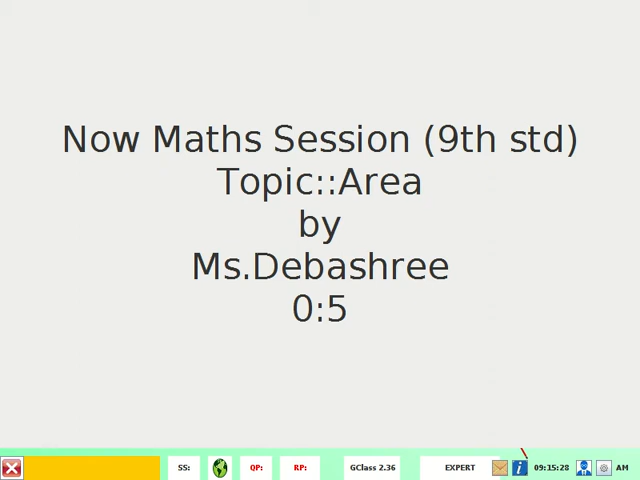 Now Maths Session (9th std)
Topic::Area
by
Ms.Debashree
0:5
SS: QP: RP: GClass 2.36 EXPERT i 09:15:28 AM